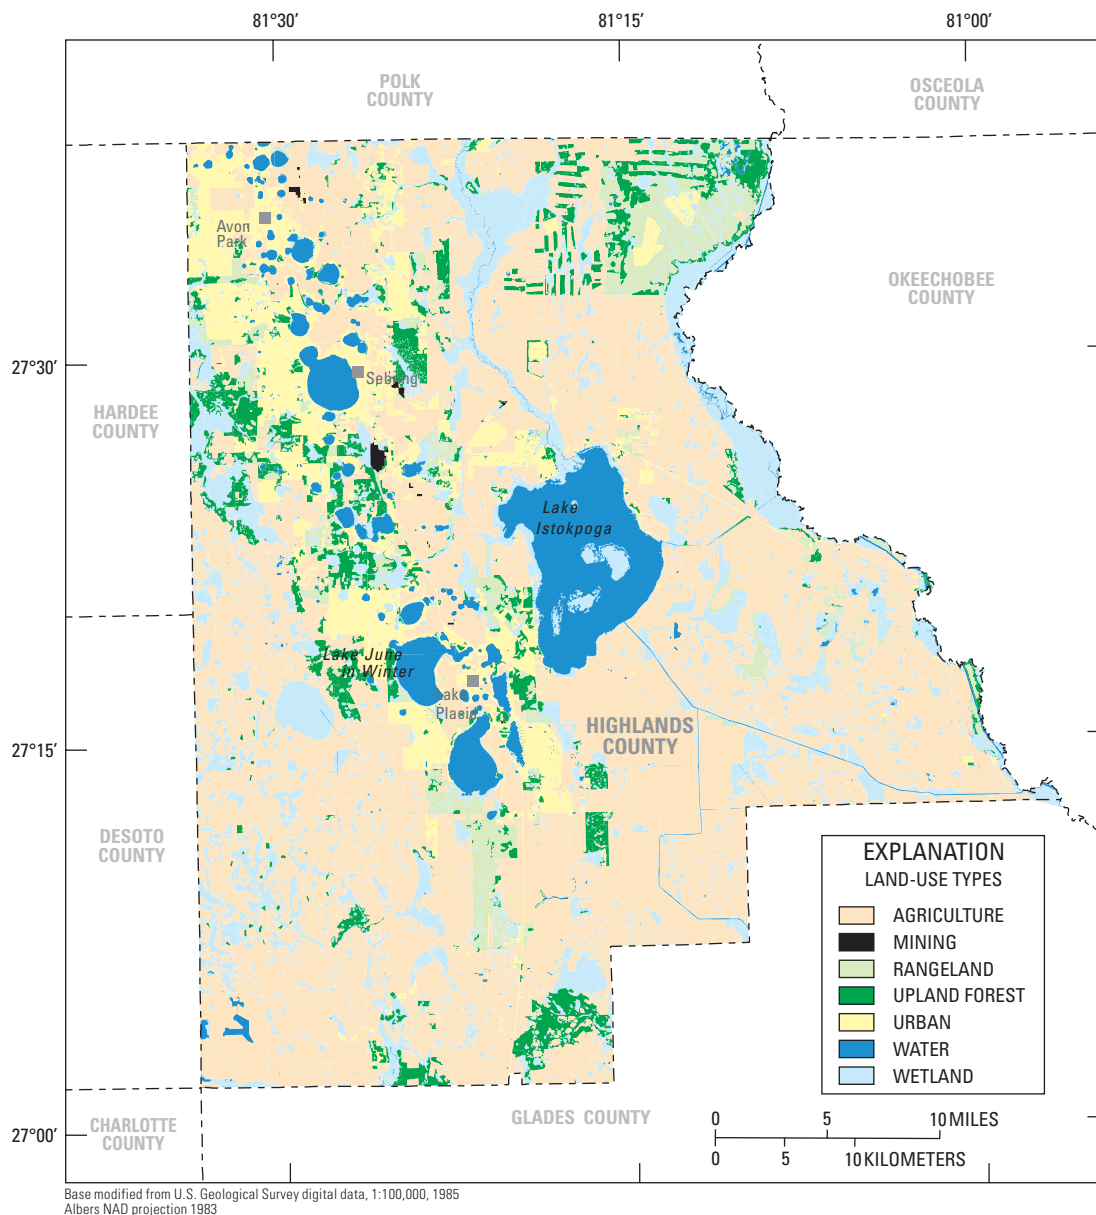 81°30′
81°15′
81°00′
POLK
COUNTY
OSCEOLA
COUNTY
Avon
Park
OKEECHOBEE
COUNTY
27°30′
Sebring
HARDEE
COUNTY
Lake
Istokpoga
Lake June
in Winter
Lake
Placid
HIGHLANDS
COUNTY
27°15′
DESOTO
COUNTY
EXPLANATION
LAND-USE TYPES
AGRICULTURE
MINING
RANGELAND
UPLAND FOREST
URBAN
WATER
WETLAND
27°00′
CHARLOTTE
COUNTY
GLADES COUNTY
0 5 10 MILES
0 5 10 KILOMETERS
Base modified from U.S. Geological Survey digital data, 1:100,000, 1985
Albers NAD projection 1983